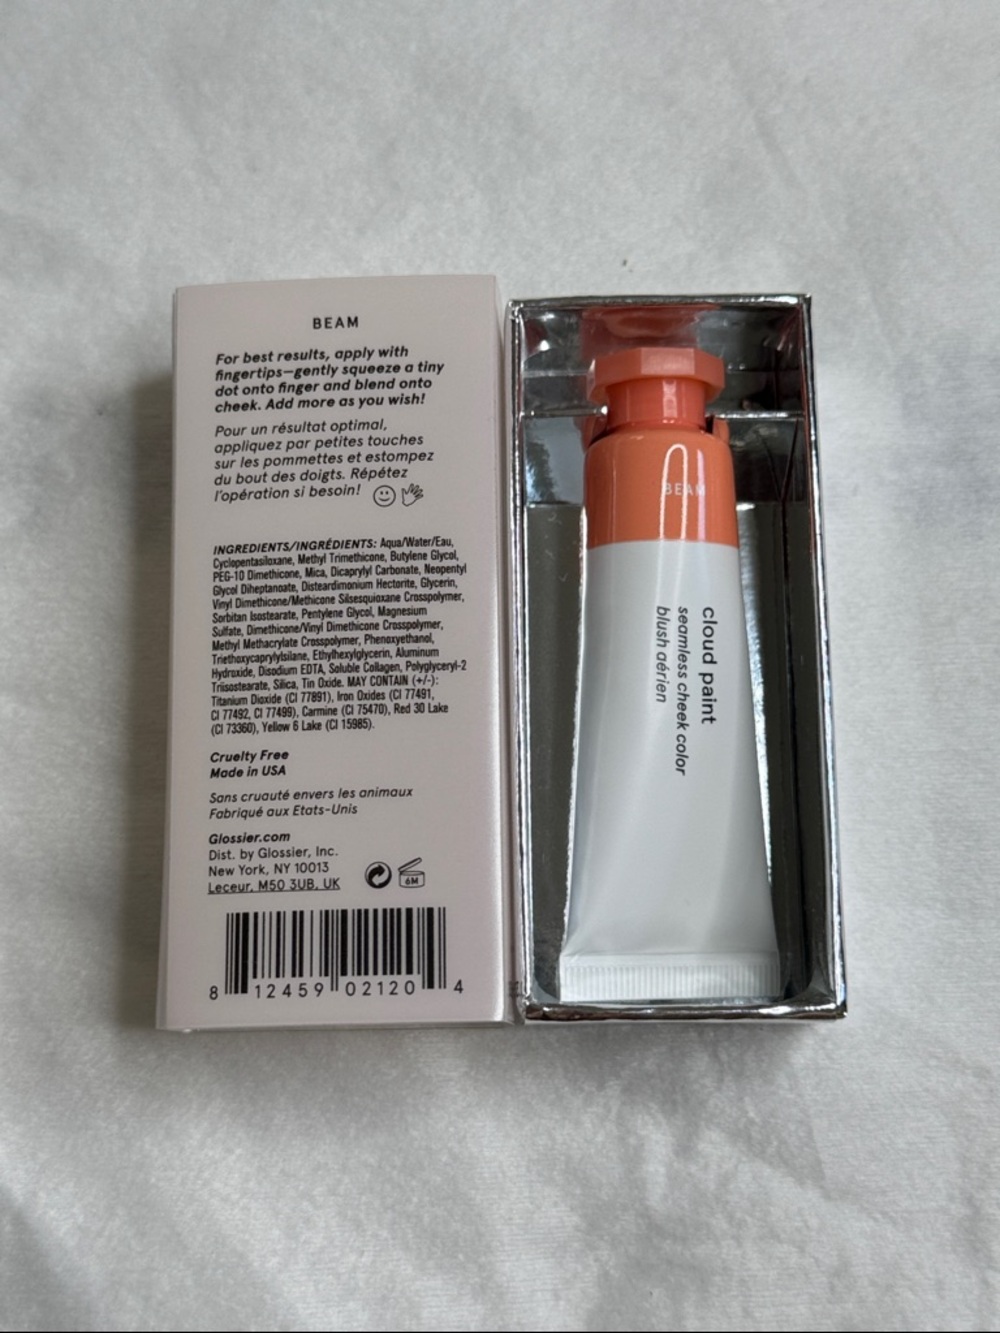 BEAM
For best results, apply with
fingertips—gently squeeze a tiny
dot onto finger and blend onto
cheek. Add more as you wish!
Pour un résultat optimal,
appliquez par petites touches
sur les pommettes et estompez
du bout des doigts. Répétez
l'opération si besoin!
INGREDIENTS/INGRÉDIENTS: Aqua/Water/Eau,
Cyclopentasiloxane, Methyl Trimethicone, Butylene Glycol,
PEG-10 Dimethicone, Mica, Dicaprylyl Carbonate, Neopentyl
Glycol Diheptanoate, Disteardimonium Hectorite, Glycerin,
Vinyl Dimethicone/Methicone Silsesquioxane Crosspolymer,
Sorbitan Isostearate, Pentylene Glycol, Magnesium
Sulfate, Dimethicone/Vinyl Dimethicone Crosspolymer,
Methyl Methacrylate Crosspolymer, Phenoxyethanol,
Triethoxycaprylylsilane, Ethylhexylglycerin, Aluminum
Hydroxide, Disodium EDTA, Soluble Collagen, Polyglyceryl-2
Triisostearate, Silica, Tin Oxide. MAY CONTAIN (+/-):
Titanium Dioxide (CI 77891), Iron Oxides (CI 77491,
CI 77492, CI 77499), Carmine (CI 75470), Red 30 Lake
(CI 73360), Yellow 6 Lake (CI 15985).
Cruelty Free
Made in USA
Sans cruauté envers les animaux
Fabriqué aux Etats-Unis
Glossier.com
Dist. by Glossier, Inc.
New York, NY 10013
Leceur, M50 3UB, UK
6M
8 12459 02120 4
BEAM
cloud paint
seamless cheek color
blush aérien